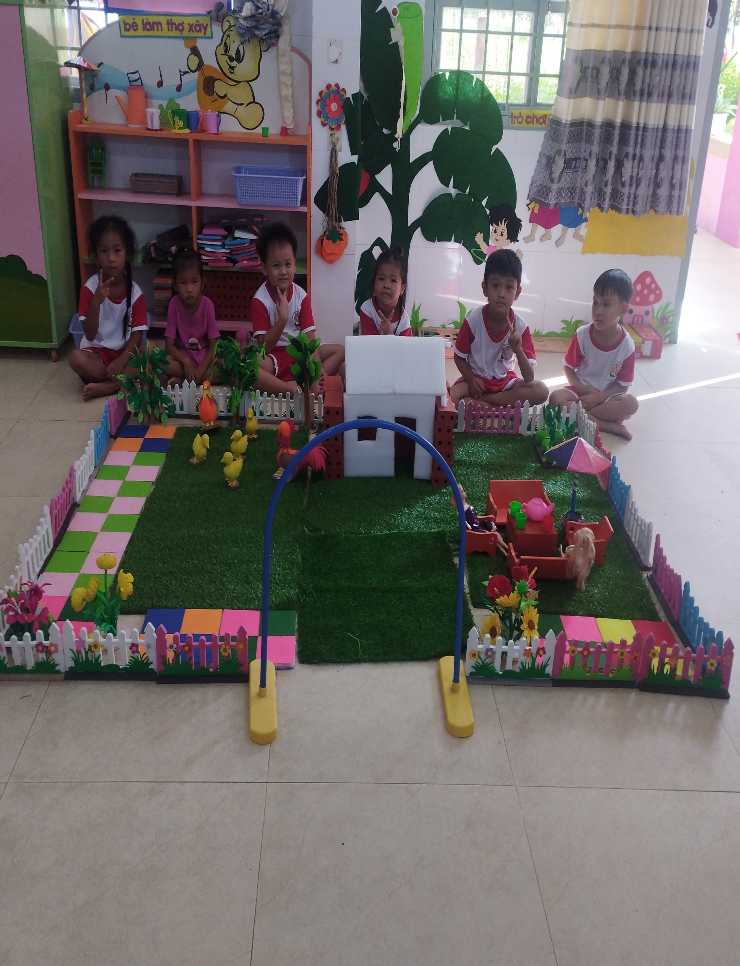 bé làm thợ xây
trò chơi